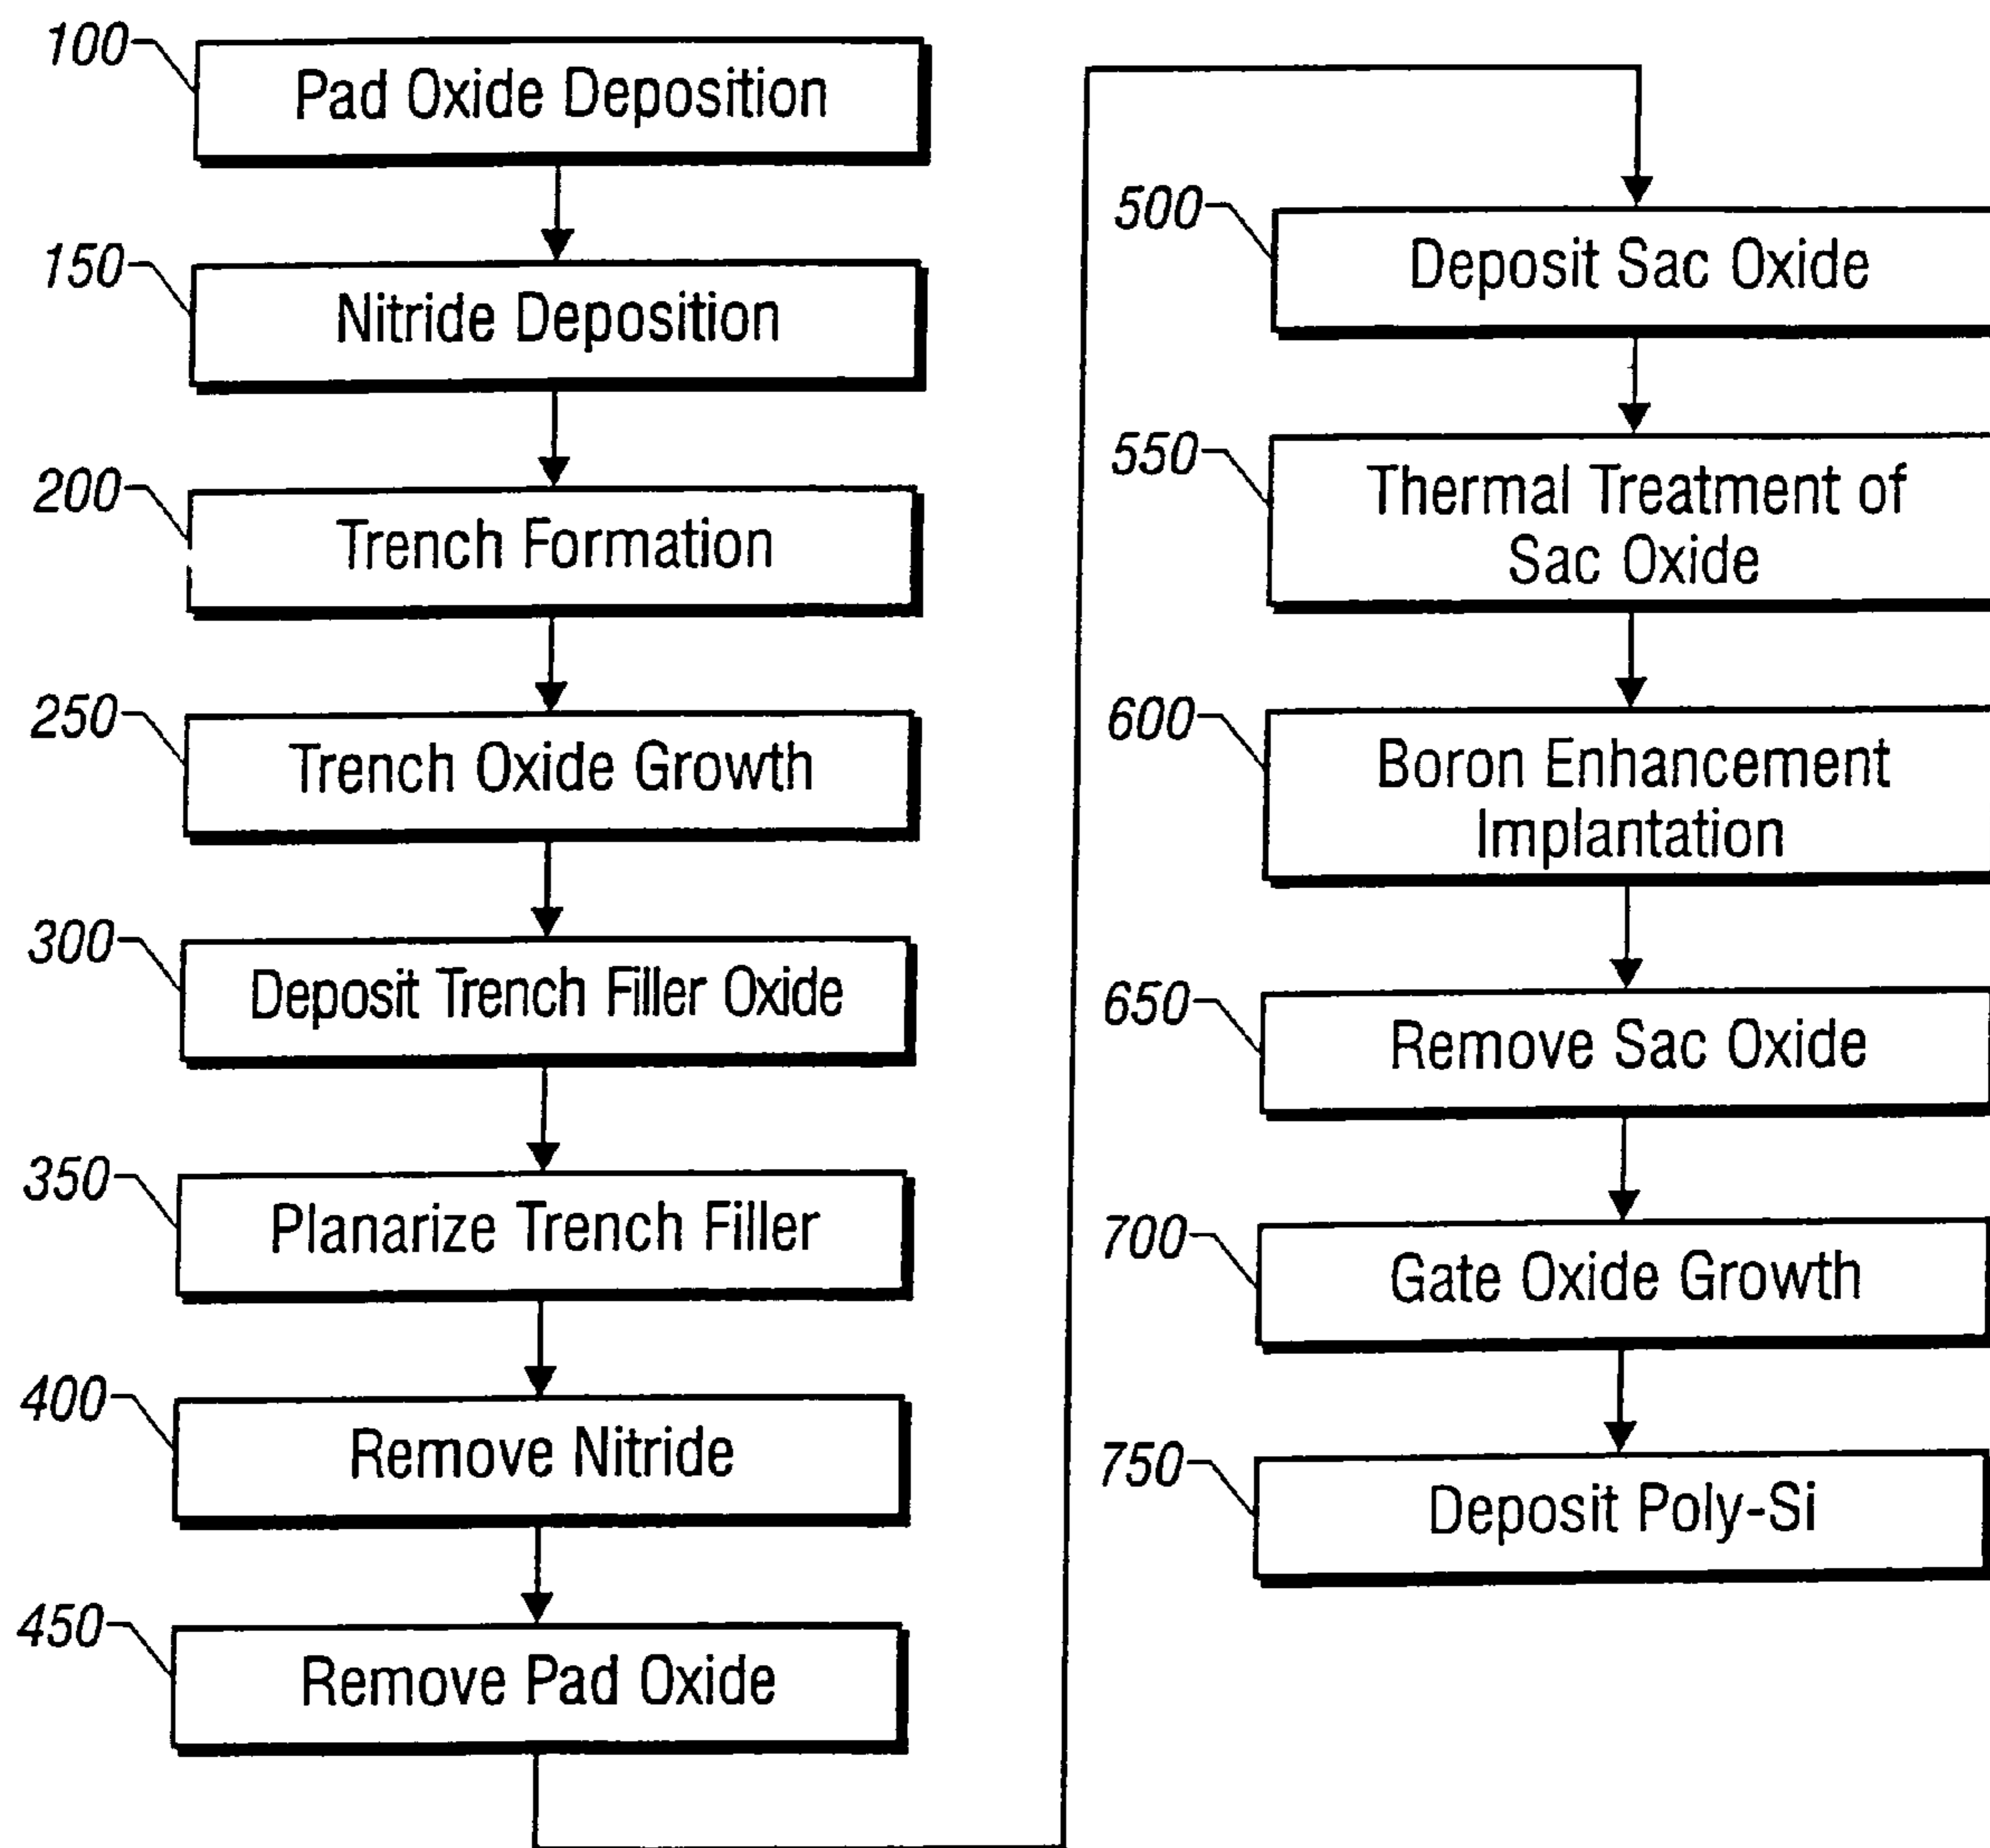 100
Pad Oxide Deposition
150
Nitride Deposition
200
Trench Formation
250
Trench Oxide Growth
300
Deposit Trench Filler Oxide
350
Planarize Trench Filler
400
Remove Nitride
450
Remove Pad Oxide
500
Deposit Sac Oxide
550
Thermal Treatment of
Sac Oxide
600
Boron Enhancement
Implantation
650
Remove Sac Oxide
700
Gate Oxide Growth
750
Deposit Poly-Si